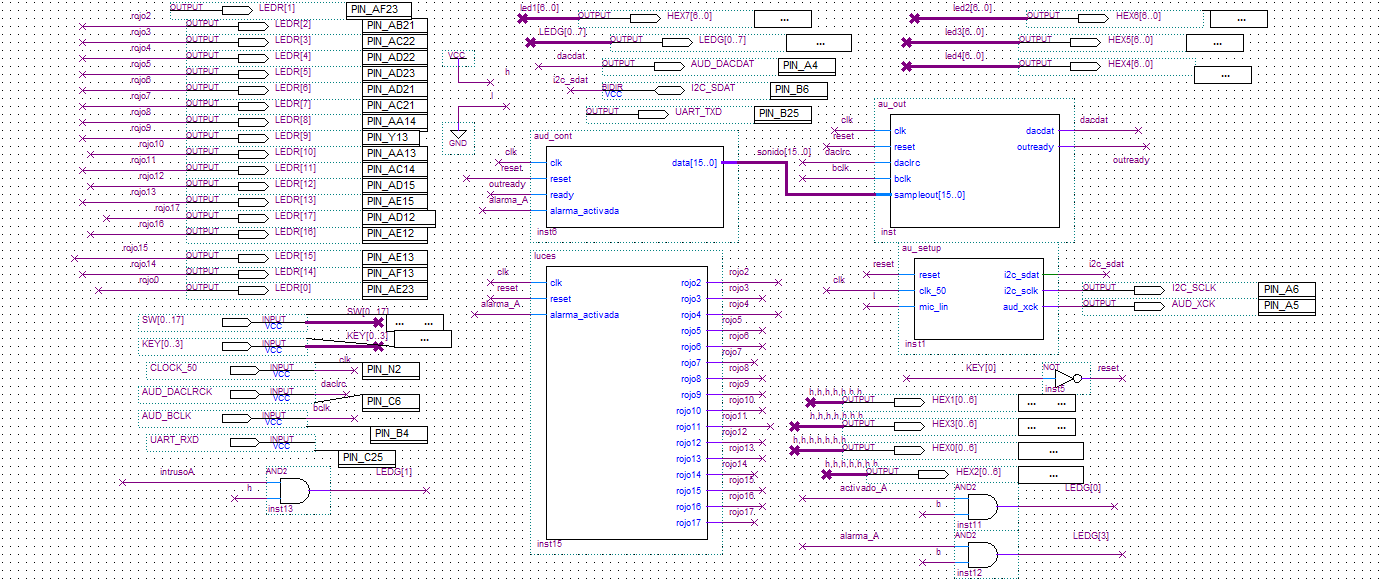 OUTPUT LEDR[1] PIN_AF23
rojo2 OUTPUT LEDR[2] PIN_AB21
rojo3 OUTPUT LEDR[3] PIN_AC22
rojo4 OUTPUT LEDR[4] PIN_AD22
rojo5 OUTPUT LEDR[5] PIN_AD23
rojo6 OUTPUT LEDR[6] PIN_AD21
rojo7 OUTPUT LEDR[7] PIN_AC21
rojo8 OUTPUT LEDR[8] PIN_AA14
rojo9 OUTPUT LEDR[9] PIN_Y13
rojo10 OUTPUT LEDR[10] PIN_AA13
rojo11 OUTPUT LEDR[11] PIN_AC14
rojo12 OUTPUT LEDR[12] PIN_AD15
rojo13 OUTPUT LEDR[13] PIN_AE15
rojo17 OUTPUT LEDR[17] PIN_AD12
rojo16 OUTPUT LEDR[16] PIN_AE12
rojo15 OUTPUT LEDR[15] PIN_AE13
rojo14 OUTPUT LEDR[14] PIN_AF13
rojo0 OUTPUT LEDR[0] PIN_AE23
SW[0..17] INPUT VCC SW[0..17] ... ...
KEY[0..3] INPUT VCC KEY[0..3] ...
CLOCK_50 INPUT VCC clk PIN_N2
AUD_DACLRCK INPUT VCC daclrc PIN_C6
AUD_BCLK INPUT VCC bclk PIN_B4
UART_RXD INPUT VCC PIN_C25
intrusoA AND2 LEDG[1]
h
inst13
VCC h
l
GND
led1[6..0] OUTPUT HEX7[6..0] ...
LEDG[0..7] OUTPUT LEDG[0..7] ...
dacdat OUTPUT AUD_DACDAT PIN_A4
i2c_sdat BIDIR VCC I2C_SDAT PIN_B6
OUTPUT UART_TXD PIN_B25
led2[6..0] OUTPUT HEX6[6..0] ...
led3[6..0] OUTPUT HEX5[6..0] ...
led4[6..0] OUTPUT HEX4[6..0] ...
aud_cont
clk clk data[15..0] sonido[15..0]
reset reset
outready ready
alarma_A alarma_activada
inst6
au_out
clk clk dacdat dacdat
reset reset outready outready
daclrc daclrc
bclk bclk
sampleout[15..0]
inst
luces
clk clk rojo2 rojo2
reset reset rojo3 rojo3
alarma_A alarma_activada rojo4 rojo4
rojo5 rojo5
rojo6 rojo6
rojo7 rojo7
rojo8 rojo8
rojo9 rojo9
rojo10 rojo10
rojo11 rojo11
rojo12 rojo12
rojo13 rojo13
rojo14 rojo14
rojo15 rojo15
rojo16 rojo16
rojo17 rojo17
inst15
au_setup
reset reset i2c_sdat i2c_sdat
clk clk_50 i2c_sclk OUTPUT I2C_SCLK PIN_A6
l mic_lin aud_xck OUTPUT AUD_XCK PIN_A5
inst1
KEY[0] NOT reset
inst5
h,h,h,h,h,h,h OUTPUT HEX1[0..6] ... ...
h,h,h,h,h,h,h OUTPUT HEX3[0..6] ... ...
h,h,h,h,h,h,h OUTPUT HEX0[0..6] ...
h,h,h,h,h,h,h OUTPUT HEX2[0..6] ...
activado_A AND2 LEDG[0]
h
inst11
alarma_A AND2 LEDG[3]
h
inst12